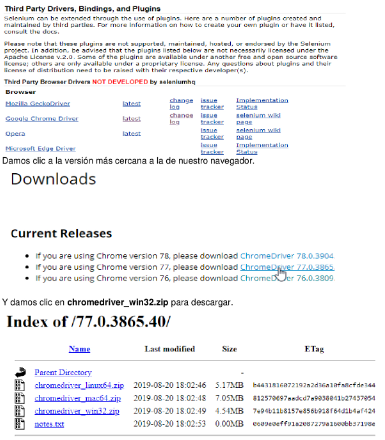 Third Party Drivers, Bindings, and Plugins
Selenium can be extended through the use of plugins. Here are a number of plugins created and
maintained by third parties. For more information on how to create your own plugin or have it listed,
consult the docs.
Please note that these plugins are not supported, maintained, hosted, or endorsed by the Selenium
project. In addition, be advised that the plugins listed below are not necessarily licensed under the
Apache License v.2.0. Some of the plugins are available under another free and open source software
license; others are only available under a proprietary license. Any questions about plugins and their
license of distribution need to be raised with their respective developer(s).
Third Party Browser Drivers NOT DEVELOPED by seleniumhq
Browser
Mozilla GeckoDriver latest change log issue tracker Implementation Status
Google Chrome Driver latest change log issue tracker selenium wiki page
Opera latest issue tracker selenium wiki page
Microsoft Edge Driver issue tracker Implementation Status
Damos clic a la versión más cercana a la de nuestro navegador.
Downloads
Current Releases
• If you are using Chrome version 78, please download ChromeDriver 78.0.3904
• If you are using Chrome version 77, please download ChromeDriver 77.0.3865
• If you are using Chrome version 76, please download ChromeDriver 76.0.3809
Y damos clic en chromedriver_win32.zip para descargar.
Index of /77.0.3865.40/
Name Last modified Size ETag
Parent Directory -
chromedriver_linux64.zip 2019-08-20 18:02:46 5.17MB
chromedriver_mac64.zip 2019-08-20 18:02:48 7.05MB
chromedriver_win32.zip 2019-08-20 18:02:49 4.54MB
notes.txt 2019-08-20 18:02:53 0.00MB